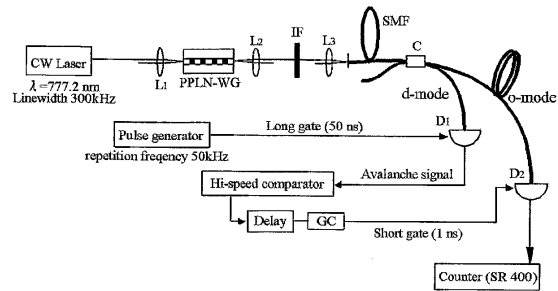 SMF
IF
L2
L3
C
CW Laser
L1
PPLN-WG
λ =777.2 nm
Linewidth 300kHz
d-mode
o-mode
D1
Long gate (50 ns)
Pulse generator
repetition freqency 50kHz
Avalanche signal
D2
Hi-speed comparator
Delay
GC
Short gate (1 ns)
Counter (SR 400)